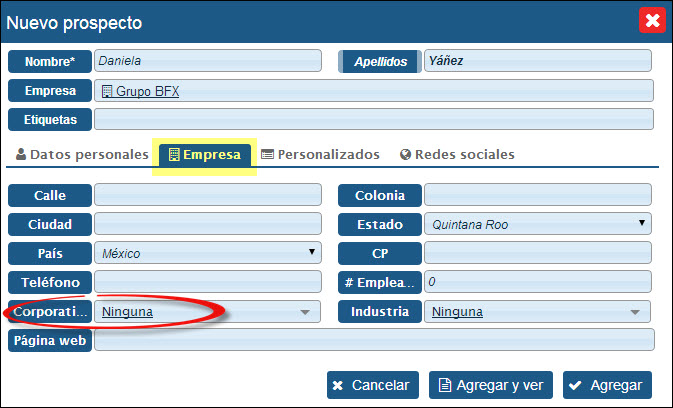 Nuevo prospecto
Nombre* Daniela Apellidos Yáñez
Empresa Grupo BFX
Etiquetas
Datos personales Empresa Personalizados Redes sociales
Calle Colonia
Ciudad Estado Quintana Roo
País México CP
Teléfono # Emplea... 0
Corporati... Ninguna Industria Ninguna
Página web
Cancelar Agregar y ver Agregar